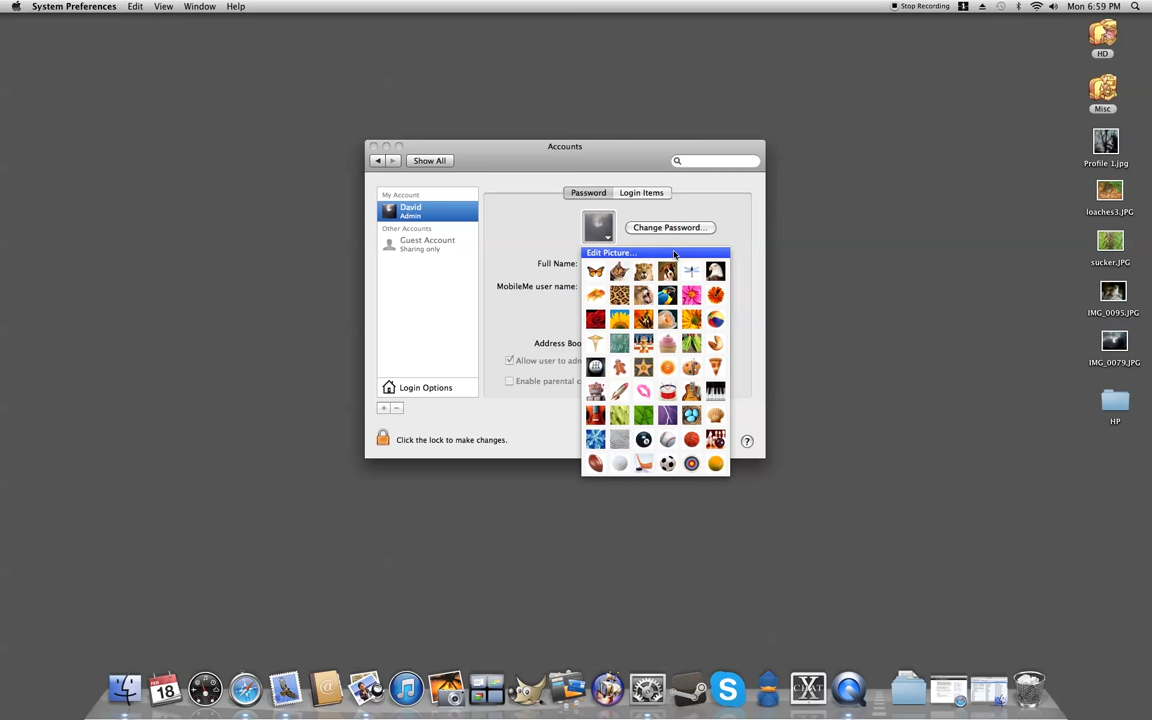 System Preferences Edit View Window Help
Stop Recording 1 Mon 6:59 PM
HD
Misc
Profile 1.jpg
loaches3.JPG
sucker.JPG
IMG_0095.JPG
IMG_0079.JPG
HP
Accounts
Show All
Password Login Items
My Account
David
Admin
Other Accounts
Guest Account
Sharing only
Login Options
Change Password...
Edit Picture...
Full Name:
MobileMe user name:
Address Boo
Allow user to adm
Enable parental c
Click the lock to make changes.
?
FEB
18
CHAT